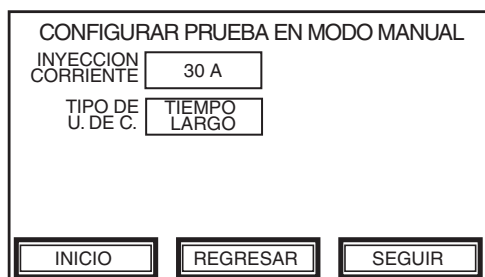 CONFIGURAR PRUEBA EN MODO MANUAL
INYECCION
CORRIENTE
30 A
TIPO DE
U. DE C.
TIEMPO
LARGO
INICIO
REGRESAR
SEGUIR